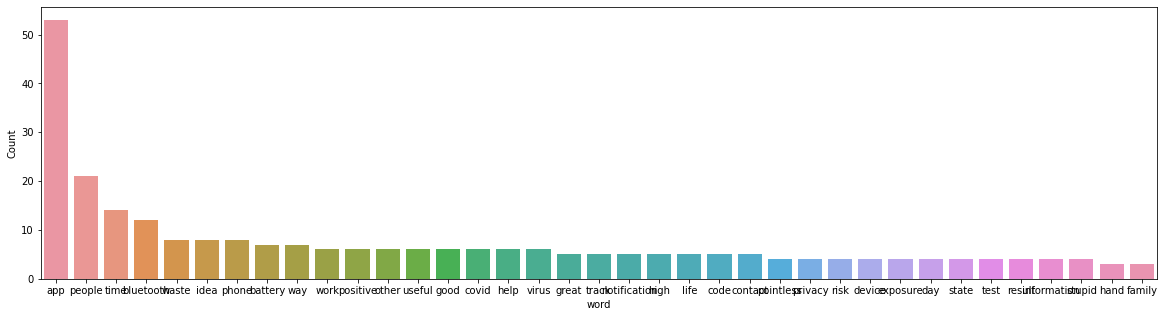 50
40
30
20
10
0
Count
app people time bluetooth waste idea phone battery way work positive other useful good covid help virus great track notification high life code contact pointless privacy risk device exposure day state test result information stupid hand family
word